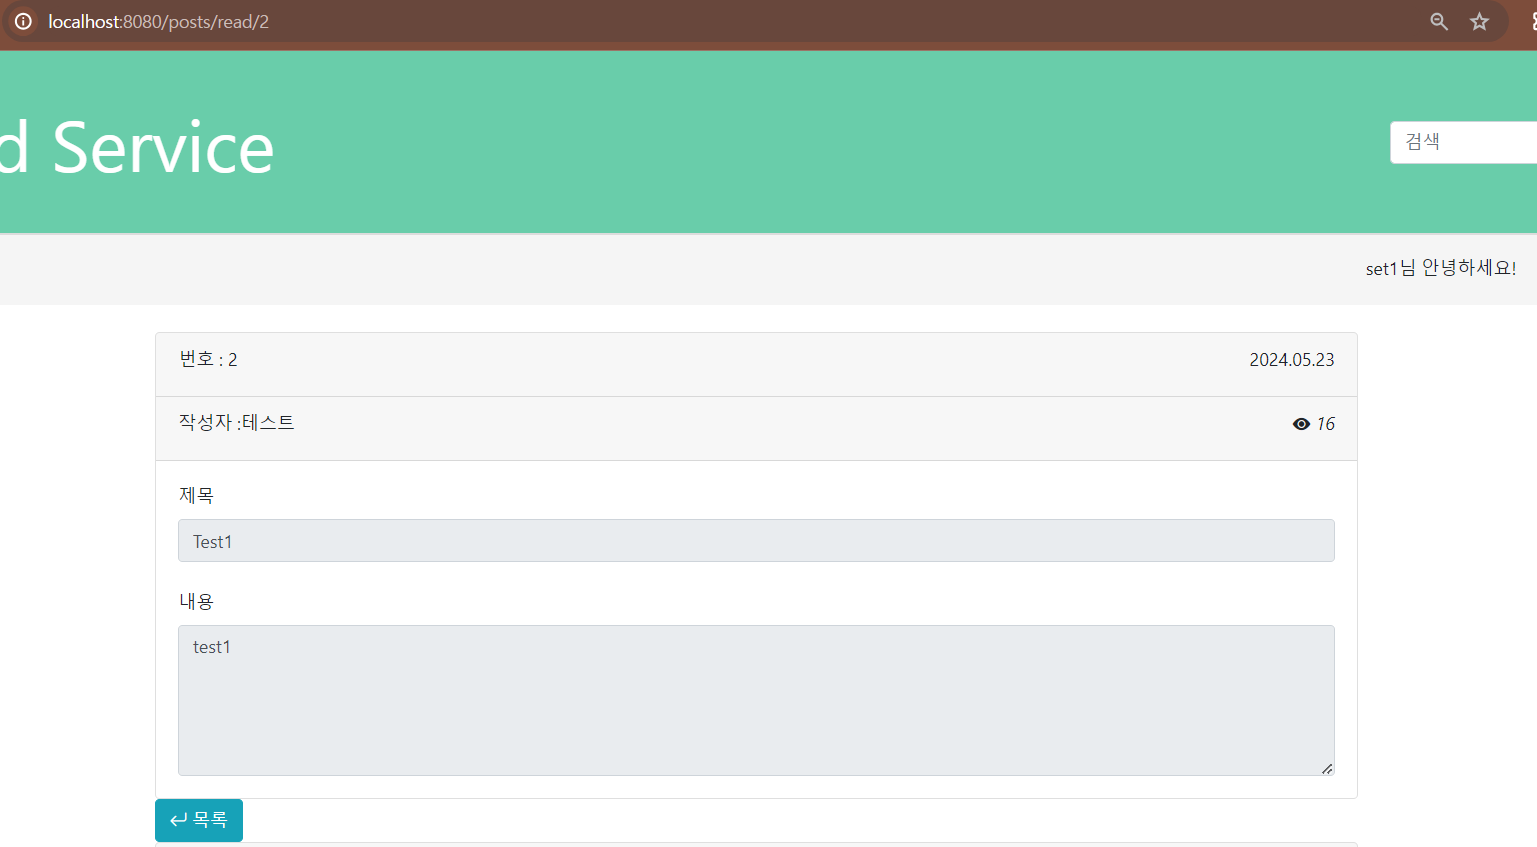 localhost:8080/posts/read/2
d Service
검색
set1님 안녕하세요!
번호 : 2
2024.05.23
작성자 :테스트
16
제목
Test1
내용
test1
목록